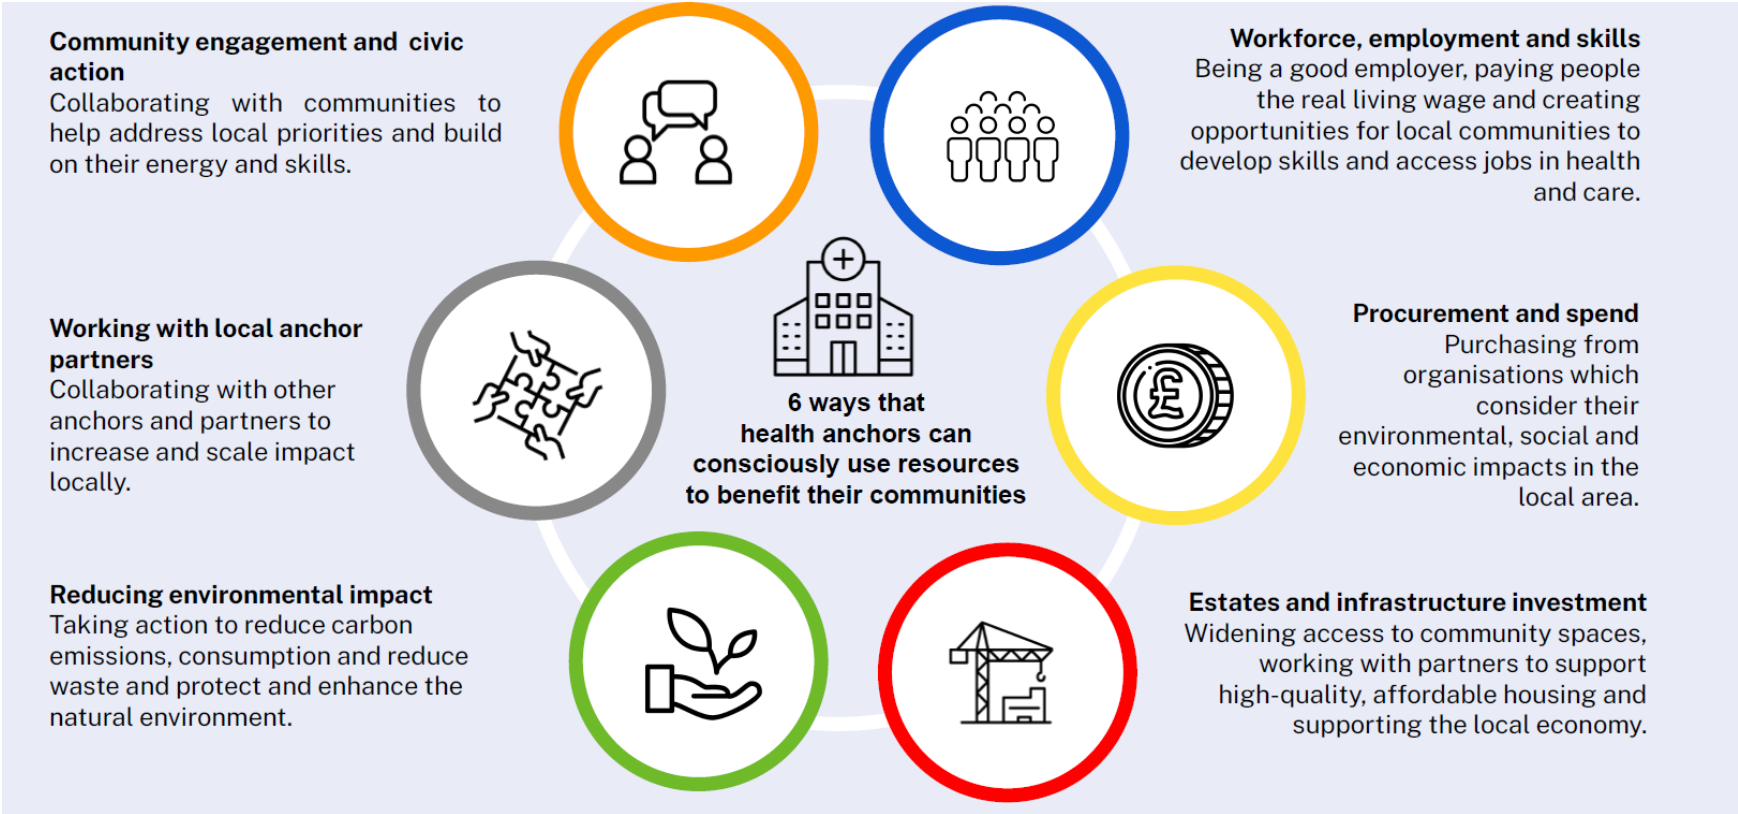 Community engagement and civic
action
Collaborating with communities to
help address local priorities and build
on their energy and skills.
Workforce, employment and skills
Being a good employer, paying people
the real living wage and creating
opportunities for local communities to
develop skills and access jobs in health
and care.
Working with local anchor
partners
Collaborating with other
anchors and partners to
increase and scale impact
locally.
6 ways that
health anchors can
consciously use resources
to benefit their communities
Procurement and spend
Purchasing from
organisations which
consider their
environmental, social and
economic impacts in the
local area.
Reducing environmental impact
Taking action to reduce carbon
emissions, consumption and reduce
waste and protect and enhance the
natural environment.
Estates and infrastructure investment
Widening access to community spaces,
working with partners to support
high-quality, affordable housing and
supporting the local economy.